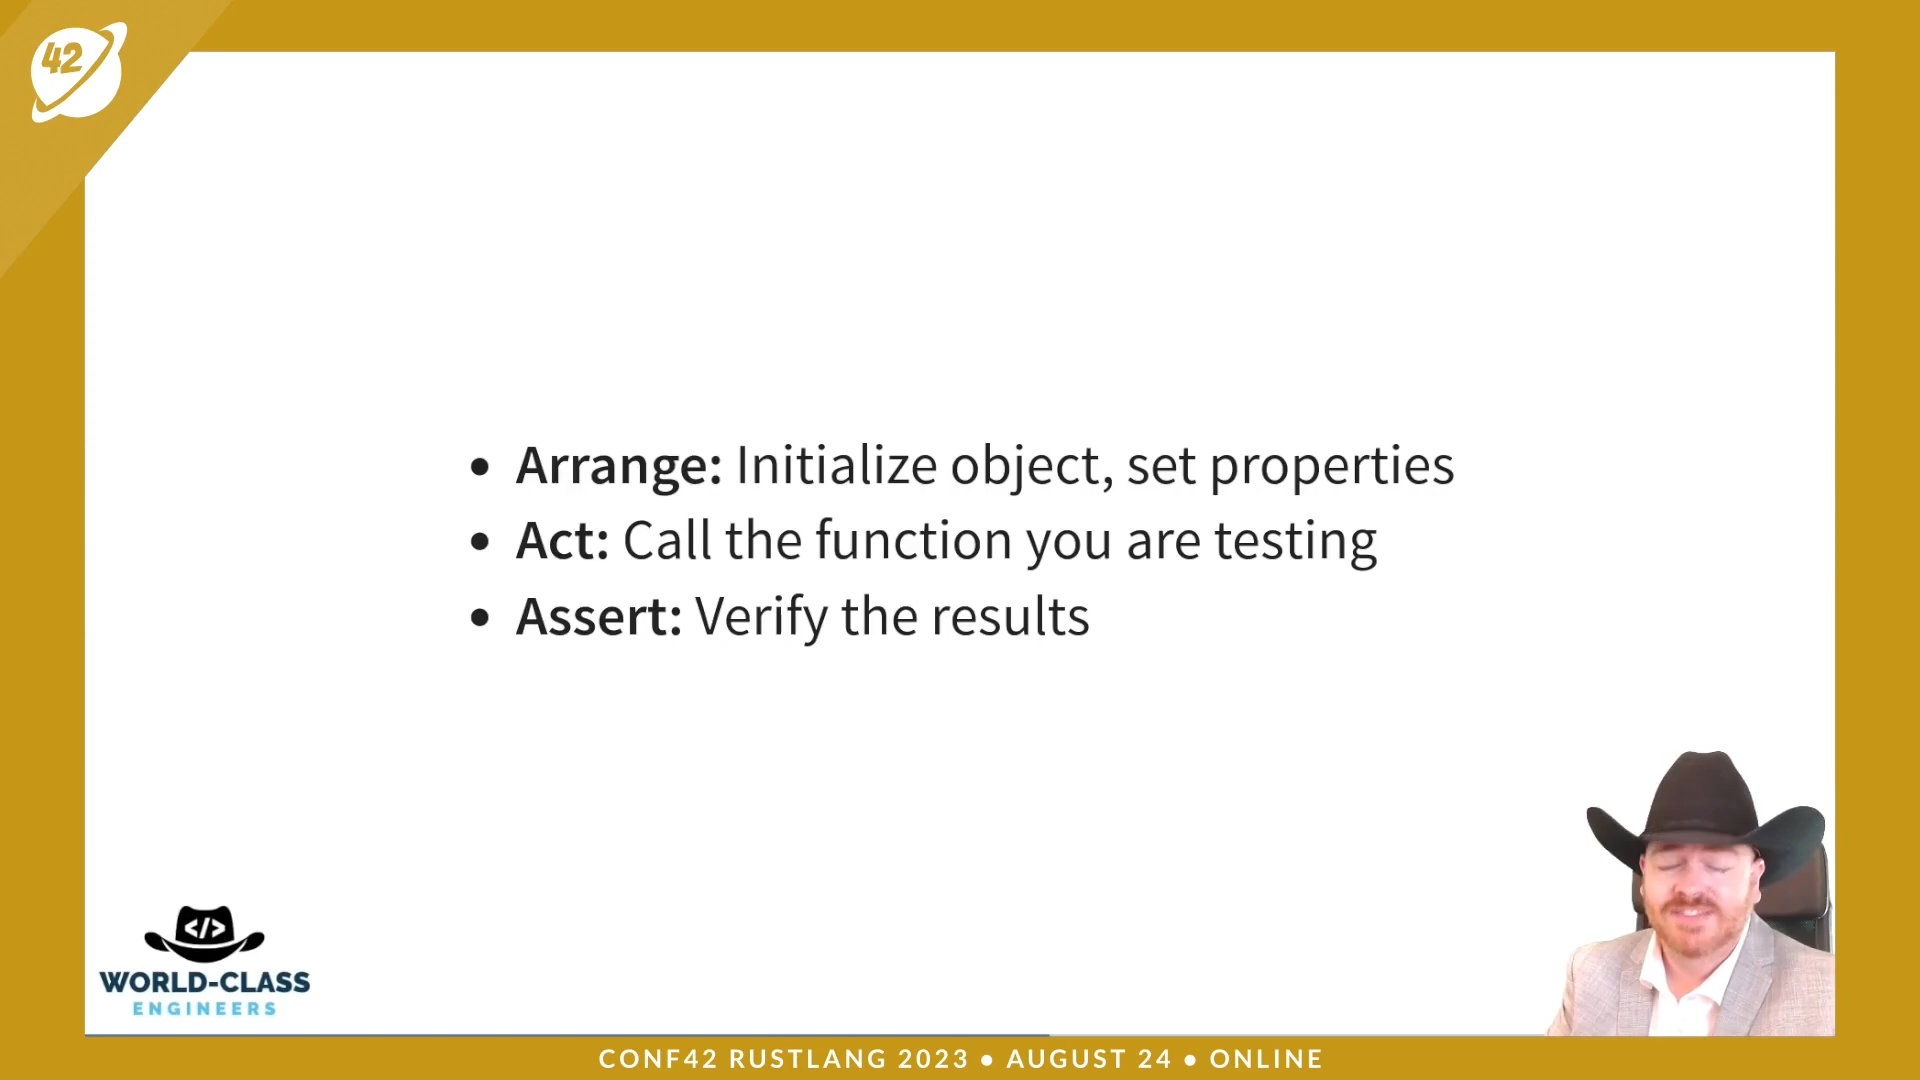 42
• Arrange: Initialize object, set properties
• Act: Call the function you are testing
• Assert: Verify the results
</>
WORLD-CLASS
ENGINEERS
CONF42 RUSTLANG 2023 • AUGUST 24 • ONLINE